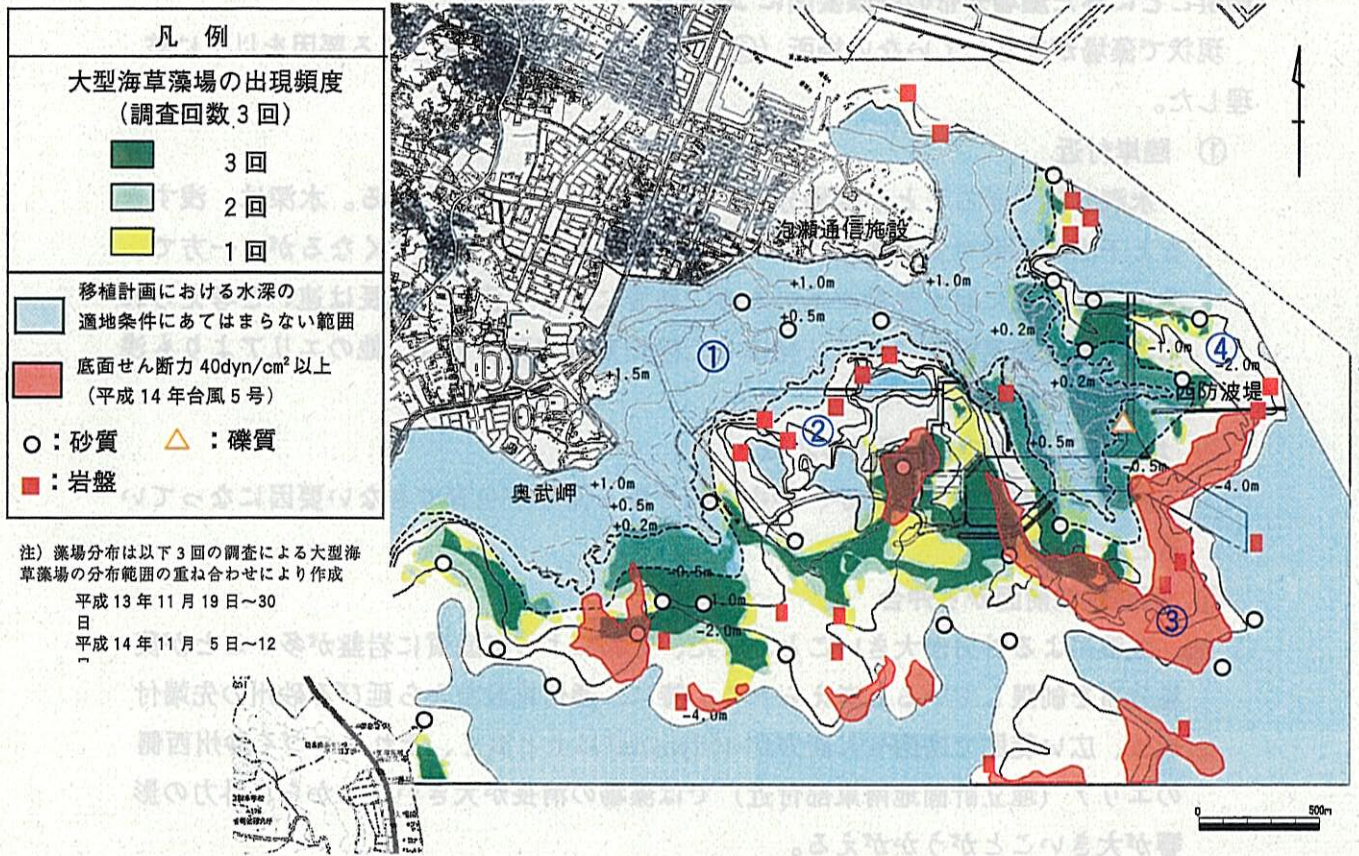 凡 例
大型海草藻場の出現頻度
(調査回数 3 回)
3 回
2 回
1 回
移植計画における水深の
適地条件にあてはまらない範囲
底面せん断力 40dyn/cm²以上
(平成 14 年台風 5 号)
○:砂質 △:礫質
■:岩盤
注) 藻場分布は以下 3 回の調査による大型海
草藻場の分布範囲の重ね合わせにより作成
平成 13 年 11 月 19 日～30
日
平成 14 年 11 月 5 日～12
泡瀬通信施設
+1.0m
+1.0m
+0.5m
+0.2m
①
④
-1.0m
-2.0m
+0.2m
+1.5m
西防波堤
②
+0.5m
-0.5m
奥武岬
+1.0m
-4.0m
+0.5m
+0.2m
-0.5m
-1.0m
③
-2.0m
-4.0m
0 500m